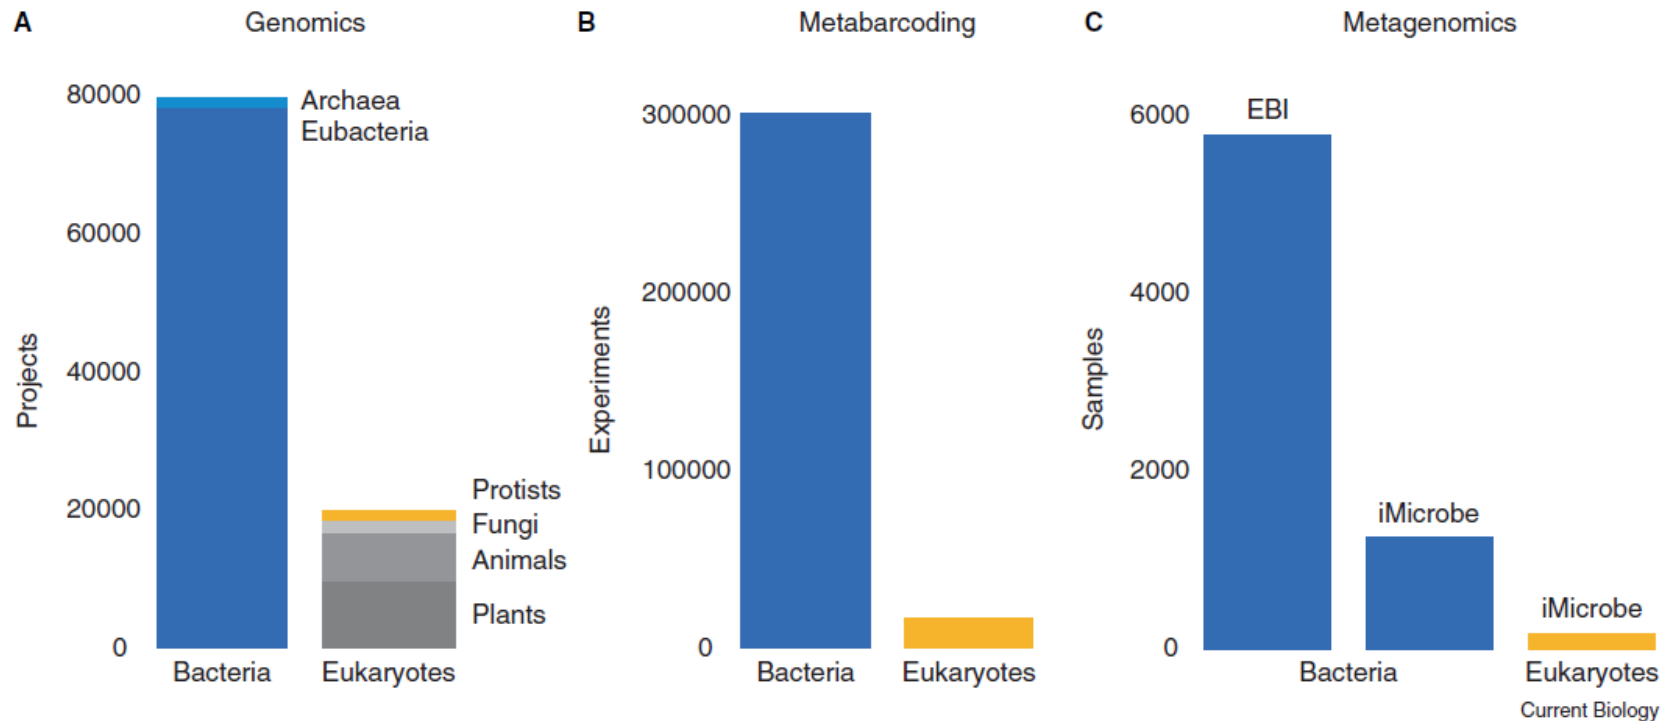 A
Genomics
80000
60000
40000
20000
0
Projects
Archaea
Eubacteria
Protists
Fungi
Animals
Plants
Bacteria
Eukaryotes
B
Metabarcoding
300000
200000
100000
0
Experiments
Bacteria
Eukaryotes
C
Metagenomics
6000
4000
2000
0
Samples
EBI
iMicrobe
iMicrobe
Bacteria
Eukaryotes
Current Biology